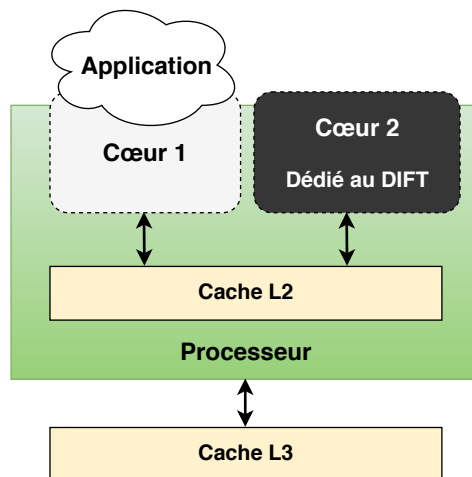 Application
Cœur 1
Cœur 2
Dédié au DIFT
Cache L2
Processeur
Cache L3